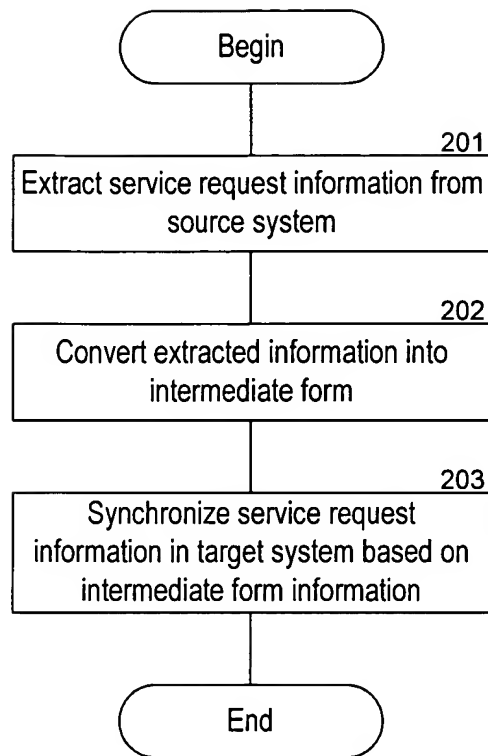 Begin
201
Extract service request information from
source system
202
Convert extracted information into
intermediate form
203
Synchronize service request
information in target system based on
intermediate form information
End